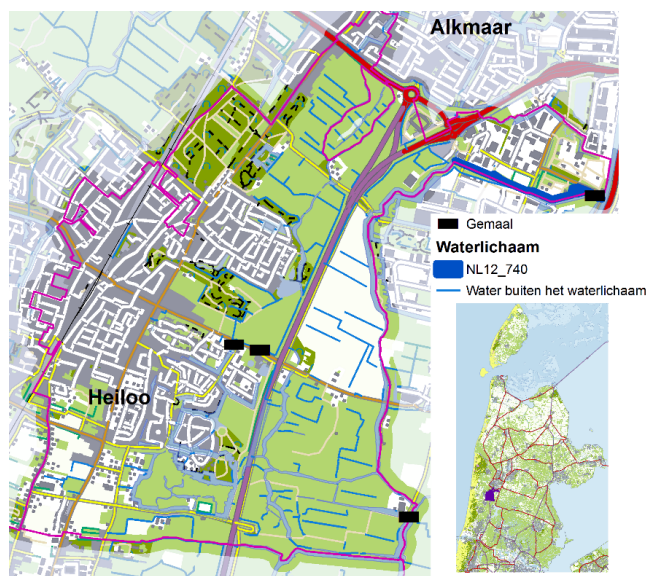 Alkmaar
Gemaal
Waterlichaam
NL12_740
Water buiten het waterlichaam
Heiloo